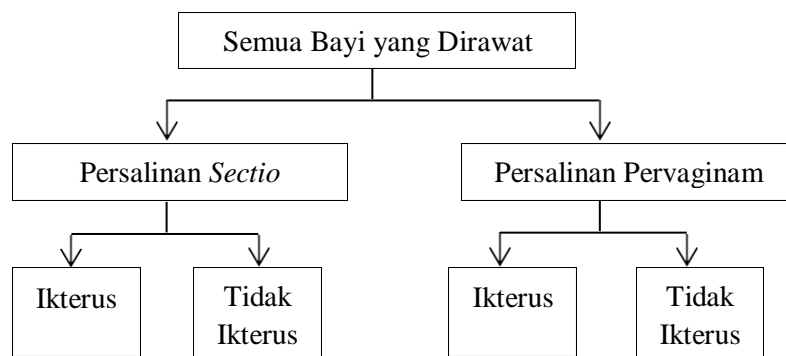 Semua Bayi yang Dirawat
Persalinan Sectio
Persalinan Pervaginam
Ikterus
Tidak
Ikterus
Ikterus
Tidak
Ikterus